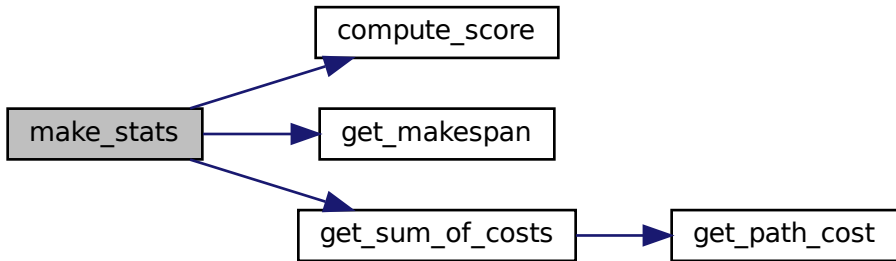 compute_score
make_stats
get_makespan
get_sum_of_costs
get_path_cost